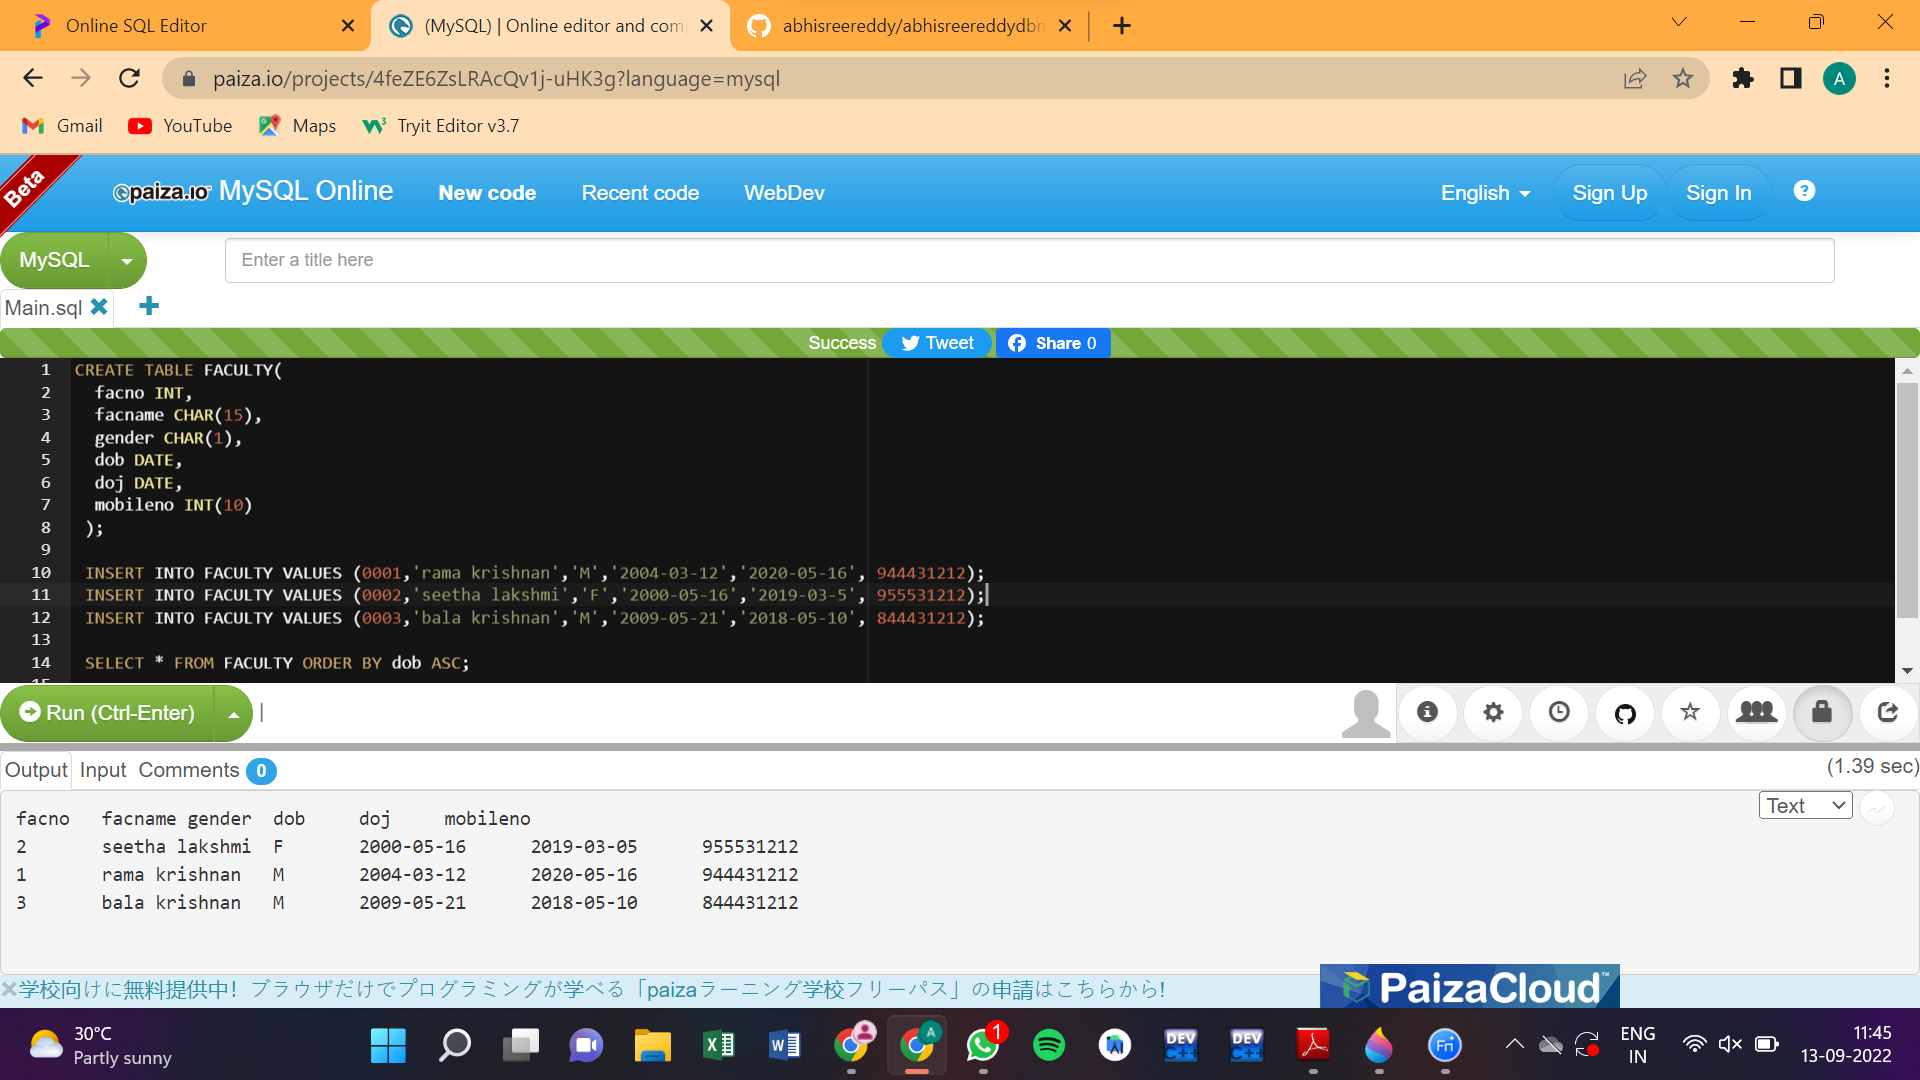 Online SQL Editor
(MySQL) | Online editor and com
abhisreereddy/abhisreereddydbm
paiza.io/projects/4feZE6ZsLRAcQv1j-uHK3g?language=mysql
A
Gmail
YouTube
Maps
Tryit Editor v3.7
Beta
paiza.IO MySQL Online
New code
Recent code
WebDev
English
Sign Up
Sign In
?
MySQL
Enter a title here
Main.sql
Success
Tweet
Share 0
1 CREATE TABLE FACULTY(
2 facno INT,
3 facname CHAR(15),
4 gender CHAR(1),
5 dob DATE,
6 doj DATE,
7 mobileno INT(10)
8 );
9
10 INSERT INTO FACULTY VALUES (0001,'rama krishnan','M','2004-03-12','2020-05-16', 944431212);
11 INSERT INTO FACULTY VALUES (0002,'seetha lakshmi','F','2000-05-16','2019-03-5', 955531212);
12 INSERT INTO FACULTY VALUES (0003,'bala krishnan','M','2009-05-21','2018-05-10', 844431212);
13
14 SELECT * FROM FACULTY ORDER BY dob ASC;
15
Run (Ctrl-Enter)
Output Input Comments 0
(1.39 sec)
Text
facno facname gender dob doj mobileno
2 seetha lakshmi F 2000-05-16 2019-03-05 955531212
1 rama krishnan M 2004-03-12 2020-05-16 944431212
3 bala krishnan M 2009-05-21 2018-05-10 844431212
×学校向けに無料提供中！ブラウザだけでプログラミングが学べる「paizaラーニング学校フリーパス」の申請はこちらから!
PaizaCloud™
30°C
Partly sunny
A
1
DEV C++
DEV C++
Fn
ENG
IN
11:45
13-09-2022